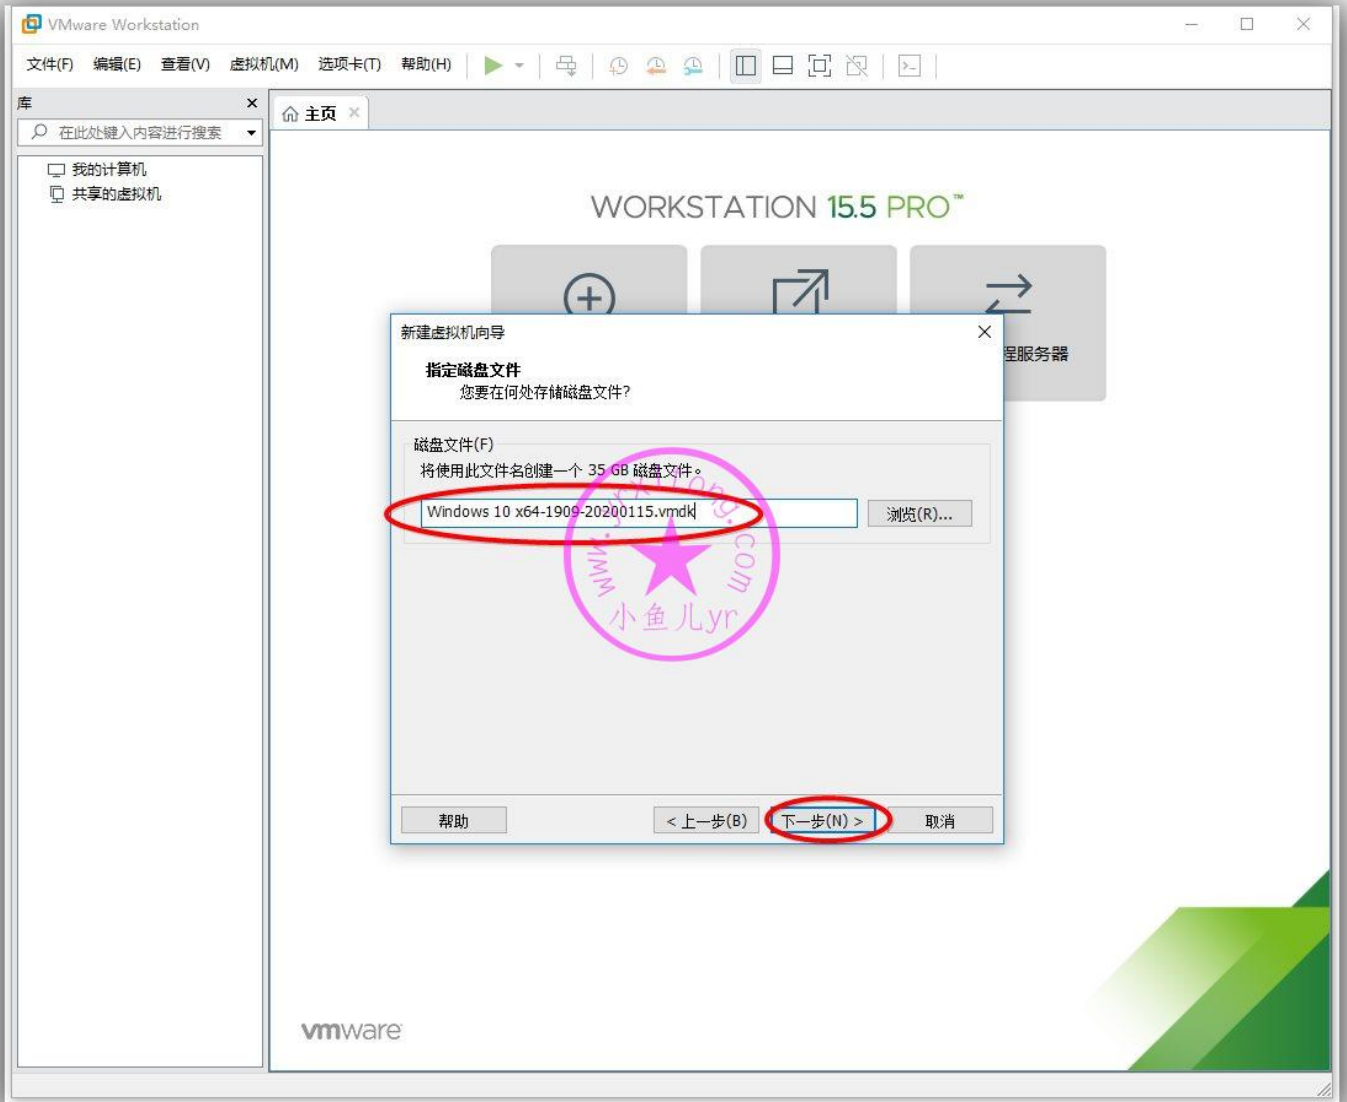 VMware Workstation
文件(F) 编辑(E) 查看(V) 虚拟机(M) 选项卡(T) 帮助(H)
库
主页
在此处键入内容进行搜索
我的计算机
共享的虚拟机
WORKSTATION 15.5 PRO™
程服务器
新建虚拟机向导
指定磁盘文件
您要在何处存储磁盘文件?
磁盘文件(F)
将使用此文件名创建一个 35 GB 磁盘文件。
Windows 10 x64-1909-20200115.vmdk
浏览(R)...
www.yrxitong.com
小鱼儿yr
帮助
< 上一步(B)
下一步(N) >
取消
vmware